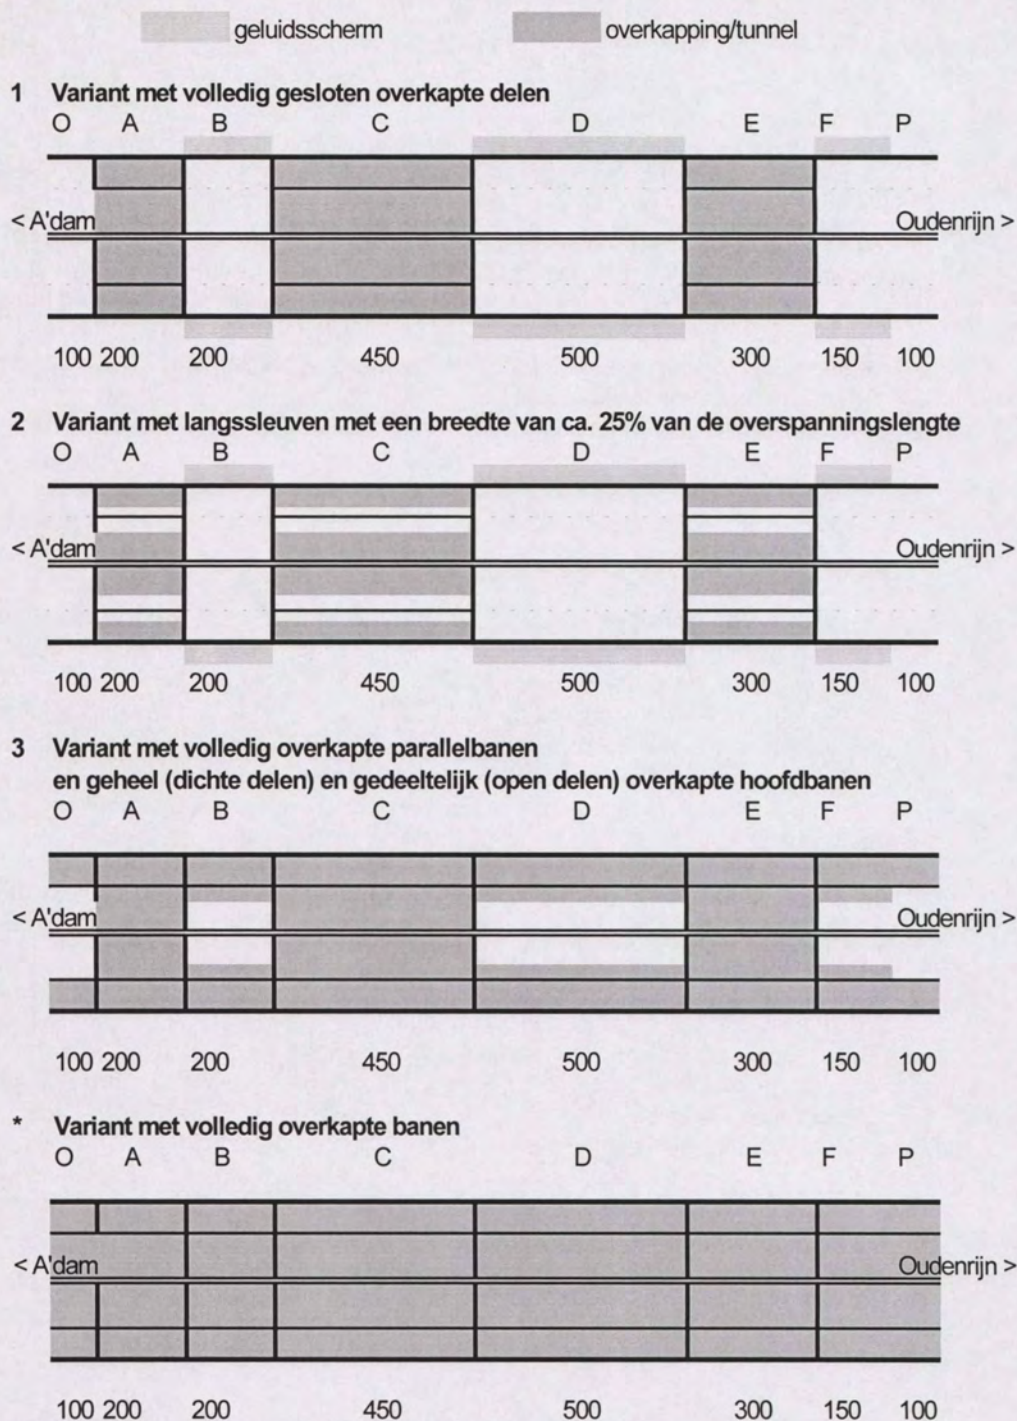 geluidsscherm overkapping/tunnel
1 Variant met volledig gesloten overkapte delen
O A B C D E F P
< A'dam Oudenrijn >
100 200 200 450 500 300 150 100
2 Variant met langssleuven met een breedte van ca. 25% van de overspanningslengte
O A B C D E F P
< A'dam Oudenrijn >
100 200 200 450 500 300 150 100
3 Variant met volledig overkapte parallelbanen
en geheel (dichte delen) en gedeeltelijk (open delen) overkapte hoofdbanen
O A B C D E F P
< A'dam Oudenrijn >
100 200 200 450 500 300 150 100
* Variant met volledig overkapte banen
O A B C D E F P
< A'dam Oudenrijn >
100 200 200 450 500 300 150 100